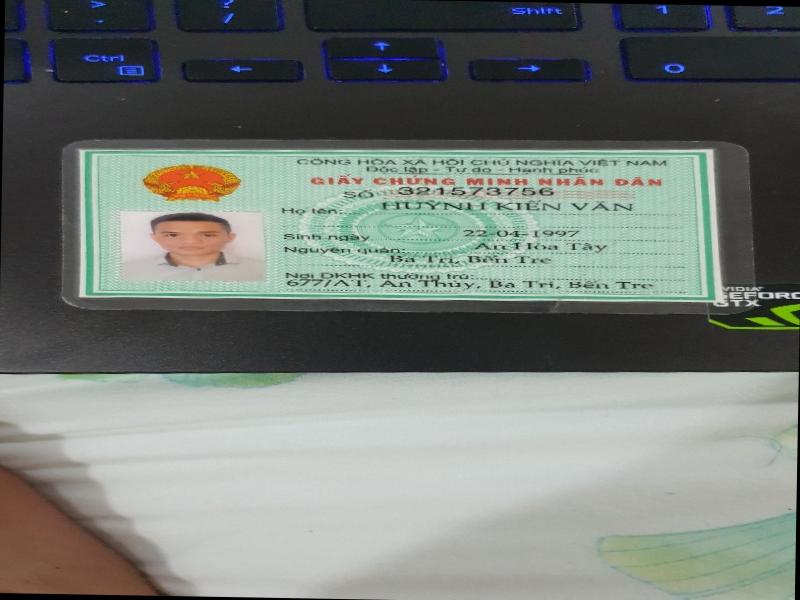 >
.
?
/
Shift
1
2
Ctrl
↑
←
↓
→
0
CỘNG HÒA XÃ HỘI CHỦ NGHĨA VIỆT NAM
Độc lập - Tự do - Hạnh phúc
GIẤY CHỨNG MINH NHÂN DÂN
SỐ 321573756
Họ tên: HUỲNH KIẾN VĂN
Sinh ngày 22-04-1997
Nguyên quán: An Hòa Tây
Ba Tri, Bến Tre
Nơi ĐKHK thường trú:
677/A1, An Thủy, Ba Tri, Bến Tre
NVIDIA
GEFORCE
GTX